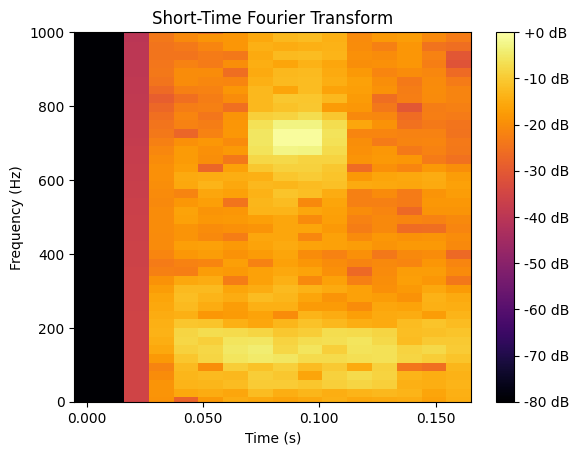 Short-Time Fourier Transform
1000
800
600
400
200
0
Frequency (Hz)
0.000
0.050
0.100
0.150
Time (s)
+0 dB
-10 dB
-20 dB
-30 dB
-40 dB
-50 dB
-60 dB
-70 dB
-80 dB